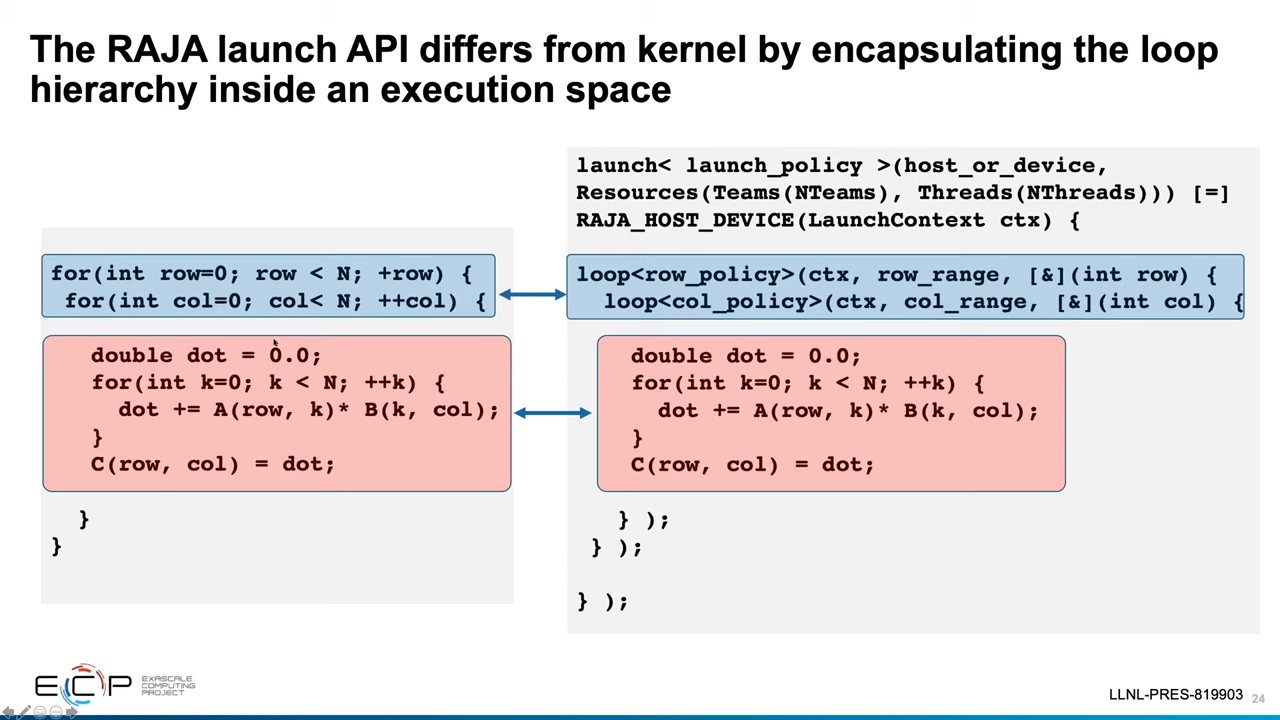 The RAJA launch API differs from kernel by encapsulating the loop
hierarchy inside an execution space
for(int row=0; row < N; +row) {
for(int col=0; col< N; ++col) {
double dot = 0.0;
for(int k=0; k < N; ++k) {
dot += A(row, k)* B(k, col);
}
C(row, col) = dot;
}
}
launch< launch_policy >(host_or_device,
Resources(Teams(NTeams), Threads(NThreads))) [=]
RAJA_HOST_DEVICE(LaunchContext ctx) {
loop<row_policy>(ctx, row_range, [&](int row) {
loop<col_policy>(ctx, col_range, [&](int col) {
double dot = 0.0;
for(int k=0; k < N; ++k) {
dot += A(row, k)* B(k, col);
}
C(row, col) = dot;
} );
} );
} );
ECP
EXASCALE
COMPUTING
PROJECT
LLNL-PRES-819903
24